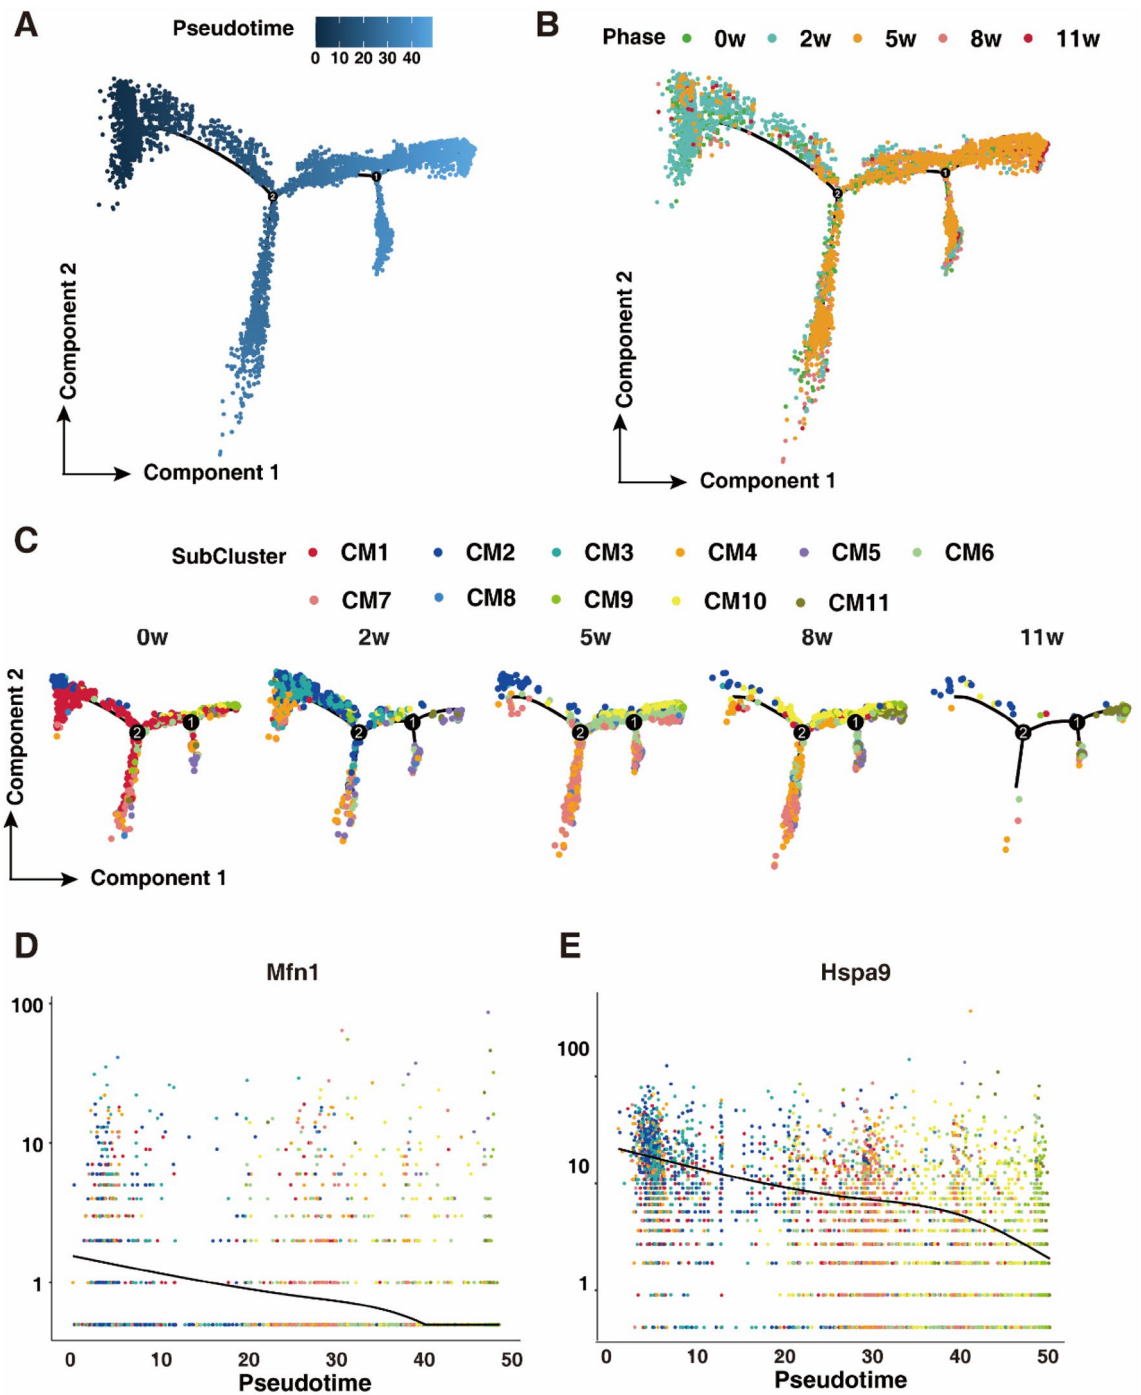 A
Pseudotime
0 10 20 30 40
2
1
Component 2
Component 1
B
Phase 0w 2w 5w 8w 11w
2
1
Component 2
Component 1
C
SubCluster CM1 CM2 CM3 CM4 CM5 CM6
CM7 CM8 CM9 CM10 CM11
0w 2w 5w 8w 11w
2 1 2 1 2 1 2 1 2 1
Component 2
Component 1
D
Mfn1
100
10
1
0 10 20 30 40 50
Pseudotime
E
Hspa9
100
10
1
0 10 20 30 40 50
Pseudotime